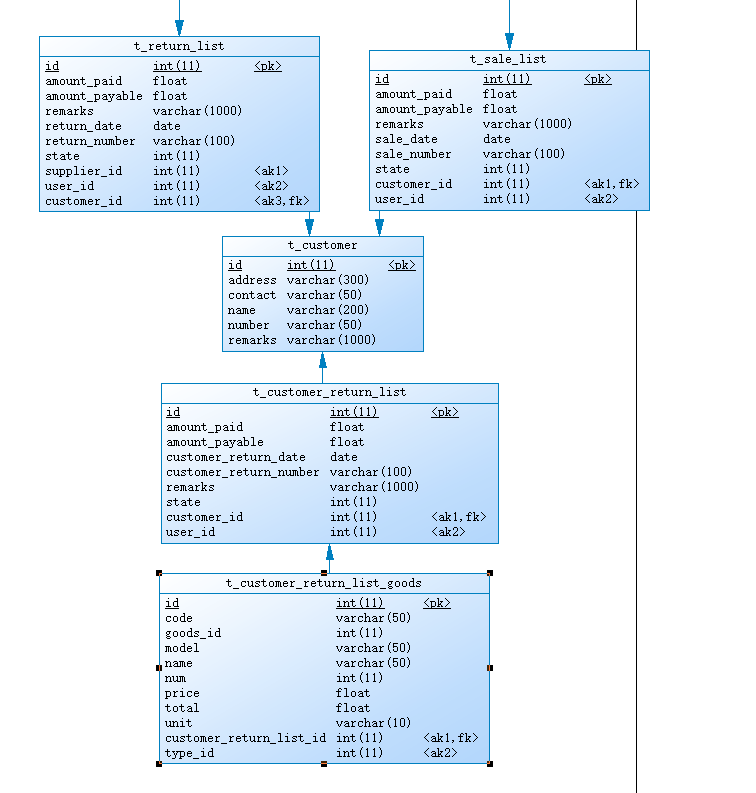 t_return_list
id int(11) <pk>
amount_paid float
amount_payable float
remarks varchar(1000)
return_date date
return_number varchar(100)
state int(11)
supplier_id int(11) <ak1>
user_id int(11) <ak2>
customer_id int(11) <ak3,fk>
t_sale_list
id int(11) <pk>
amount_paid float
amount_payable float
remarks varchar(1000)
sale_date date
sale_number varchar(100)
state int(11)
customer_id int(11) <ak1,fk>
user_id int(11) <ak2>
t_customer
id int(11) <pk>
address varchar(300)
contact varchar(50)
name varchar(200)
number varchar(50)
remarks varchar(1000)
t_customer_return_list
id int(11) <pk>
amount_paid float
amount_payable float
customer_return_date date
customer_return_number varchar(100)
remarks varchar(1000)
state int(11)
customer_id int(11) <ak1,fk>
user_id int(11) <ak2>
t_customer_return_list_goods
id int(11) <pk>
code varchar(50)
goods_id int(11)
model varchar(50)
name varchar(50)
num int(11)
price float
total float
unit varchar(10)
customer_return_list_id int(11) <ak1,fk>
type_id int(11) <ak2>